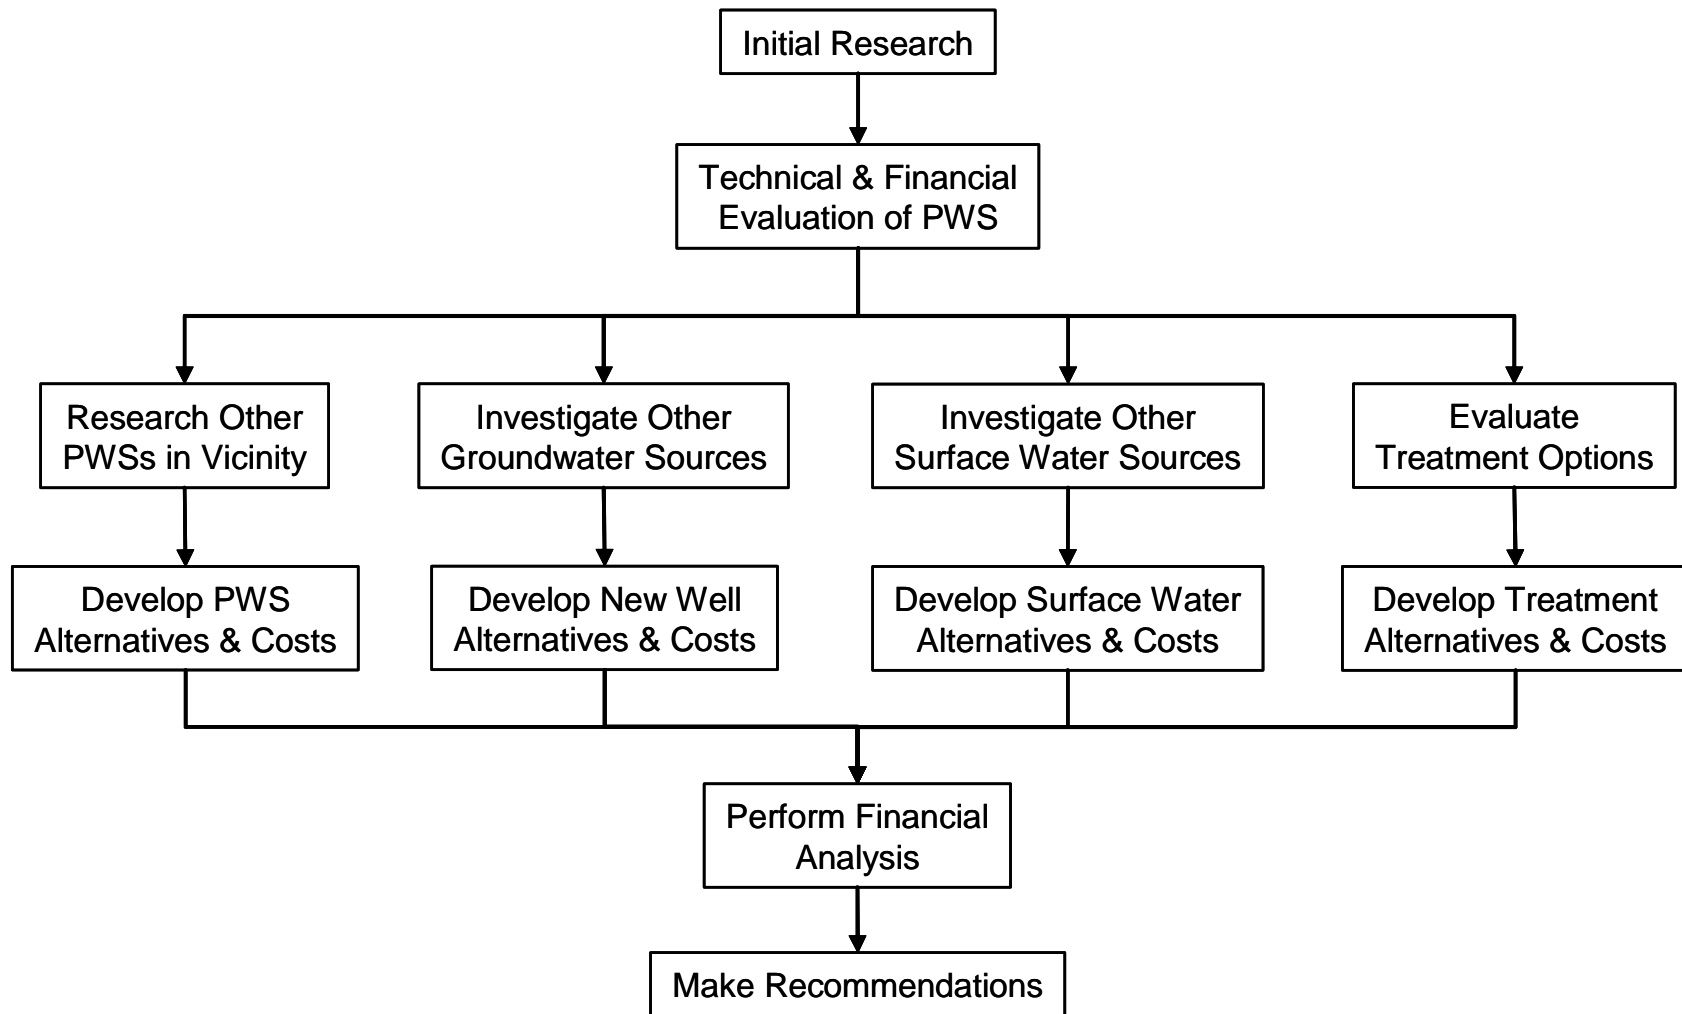 Initial Research
Technical & Financial
Evaluation of PWS
Research Other
PWSs in Vicinity
Investigate Other
Groundwater Sources
Investigate Other
Surface Water Sources
Evaluate
Treatment Options
Develop PWS
Alternatives & Costs
Develop New Well
Alternatives & Costs
Develop Surface Water
Alternatives & Costs
Develop Treatment
Alternatives & Costs
Perform Financial
Analysis
Make Recommendations